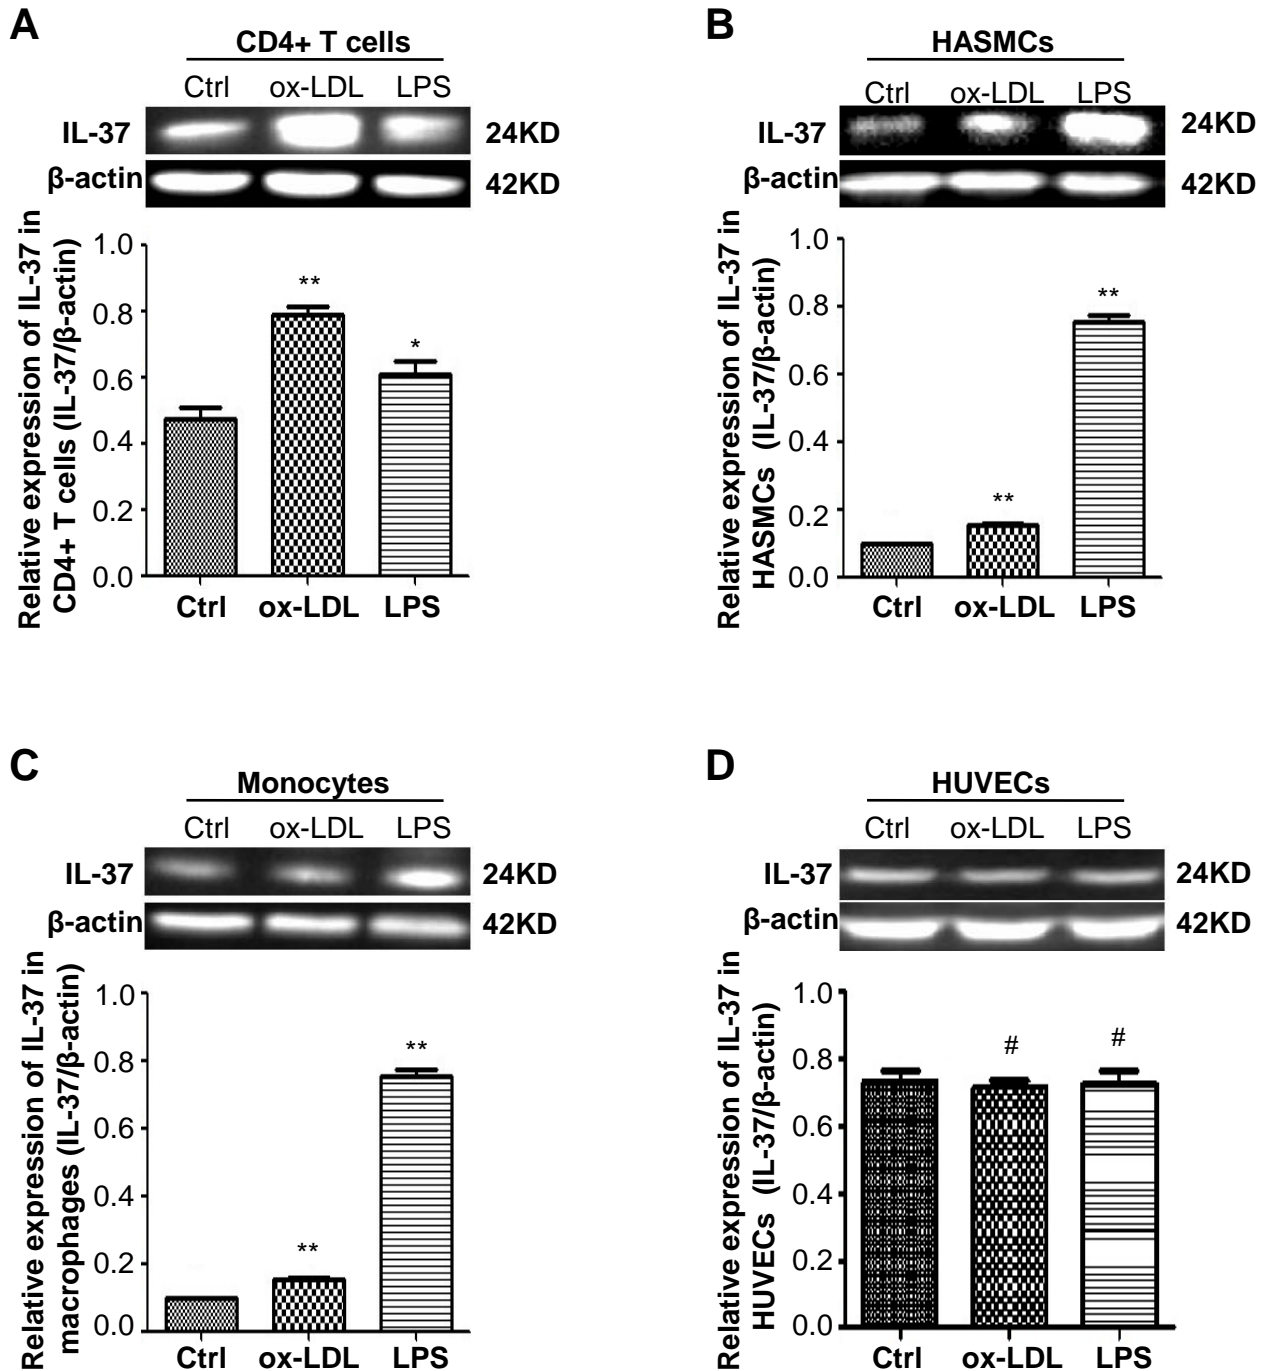 A
CD4+ T cells
Ctrl ox-LDL LPS
IL-37 24KD
β-actin 42KD
Relative expression of IL-37 in
CD4+ T cells (IL-37/β-actin)
1.0
0.8
0.6
0.4
0.2
0.0
**
*
Ctrl ox-LDL LPS
B
HASMCs
Ctrl ox-LDL LPS
IL-37 24KD
β-actin 42KD
Relative expression of IL-37 in
HASMCs (IL-37/β-actin)
1.0
0.8
0.6
0.4
0.2
0.0
**
**
Ctrl ox-LDL LPS
C
Monocytes
Ctrl ox-LDL LPS
IL-37 24KD
β-actin 42KD
Relative expression of IL-37 in
macrophages (IL-37/β-actin)
1.0
0.8
0.6
0.4
0.2
0.0
**
**
Ctrl ox-LDL LPS
D
HUVECs
Ctrl ox-LDL LPS
IL-37 24KD
β-actin 42KD
Relative expression of IL-37 in
HUVECs (IL-37/β-actin)
1.0
0.8
0.6
0.4
0.2
0.0
#
#
Ctrl ox-LDL LPS